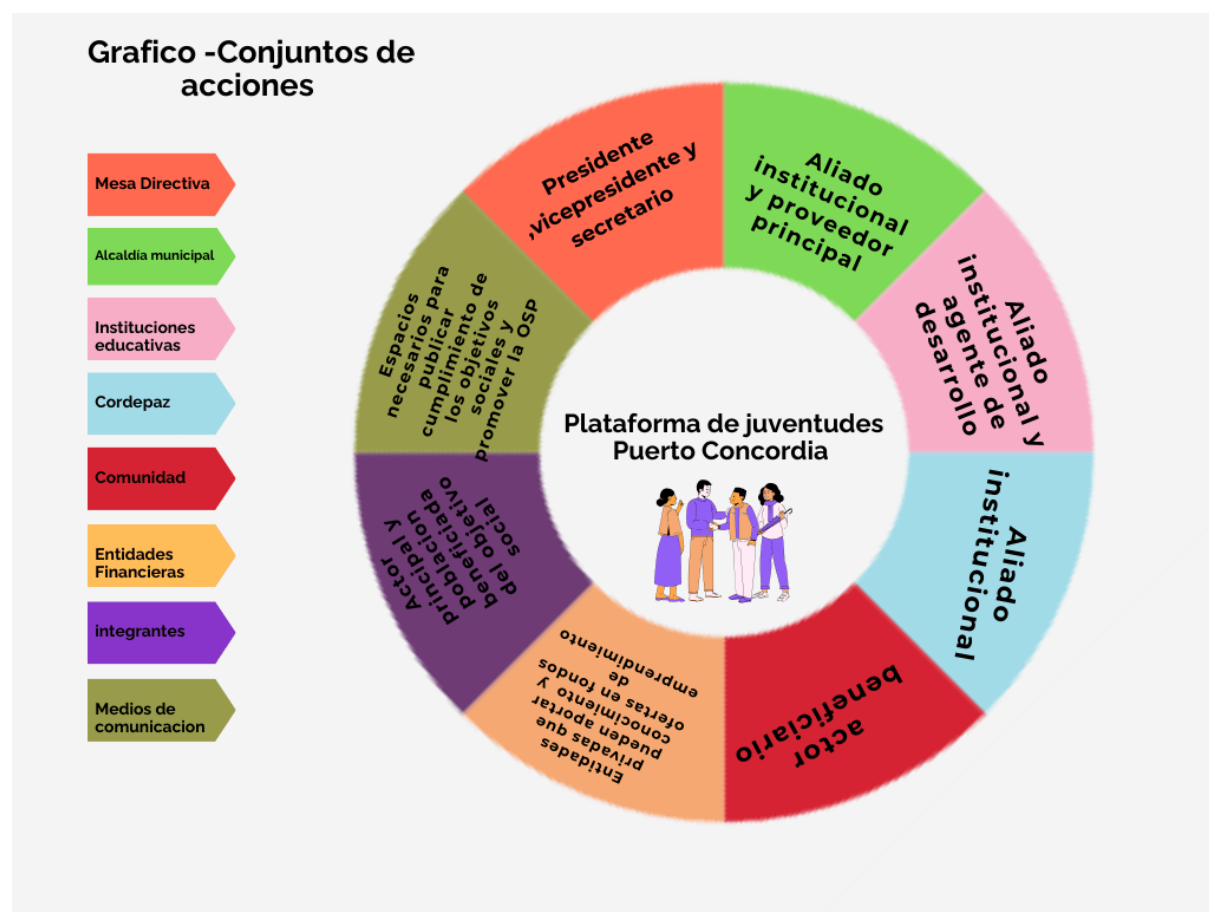 Grafico -Conjuntos de
acciones
Mesa Directiva
Alcaldía municipal
Instituciones
educativas
Cordepaz
Comunidad
Entidades
Financieras
integrantes
Medios de
comunicacion
Presidente
,vicepresidente y
secretario
Aliado
institucional
y proveedor
principal
Aliado
institucional y
agente de
desarrollo
Aliado
institucional
actor
beneficiario
Entidades
privadas que
pueden aportar
conocimiento y
ofertas en fondos
de
emprendimiento
Actor
principal y
poblacion
beneficiada
del objetivo
social
Espacios
necesarios para
publicar
cumplimiento de
los objetivos
sociales y
promover la OSP
Plataforma de juventudes
Puerto Concordia